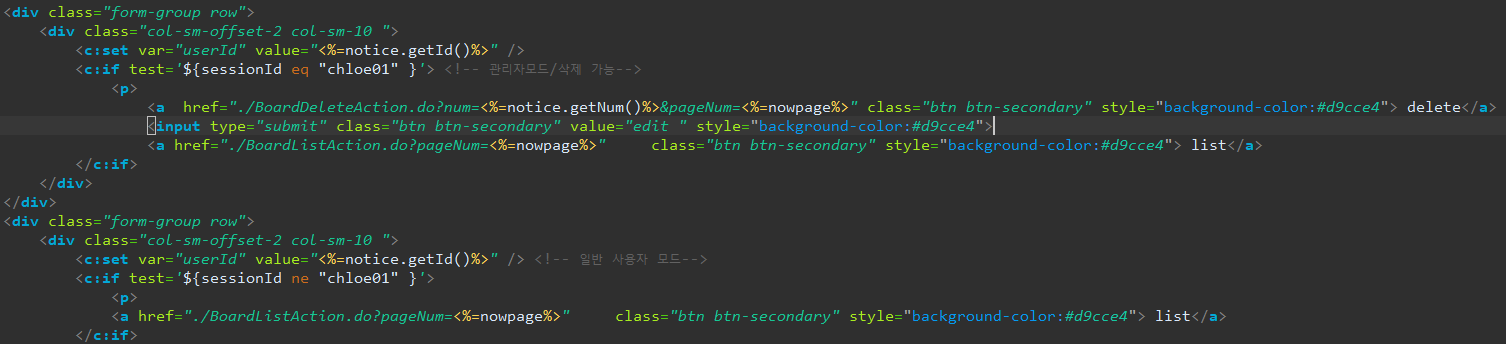 <div class="form-group row">
<div class="col-sm-offset-2 col-sm-10 ">
<c:set var="userId" value="<%=notice.getId()%>" />
<c:if test='${sessionId eq "chloe01" }'> <!-- 관리자모드/삭제 가능-->
<p>
<a  href="./BoardDeleteAction.do?num=<%=notice.getNum()%>&pageNum=<%=nowpage%>" class="btn btn-secondary" style="background-color:#d9cce4"> delete</a>
<input type="submit" class="btn btn-secondary" value="edit " style="background-color:#d9cce4">
<a href="./BoardListAction.do?pageNum=<%=nowpage%>"     class="btn btn-secondary" style="background-color:#d9cce4"> list</a>
</c:if>
</div>
</div>
<div class="form-group row">
<div class="col-sm-offset-2 col-sm-10 ">
<c:set var="userId" value="<%=notice.getId()%>" /> <!-- 일반 사용자 모드-->
<c:if test='${sessionId ne "chloe01" }'>
<p>
<a href="./BoardListAction.do?pageNum=<%=nowpage%>"     class="btn btn-secondary" style="background-color:#d9cce4"> list</a>
</c:if>